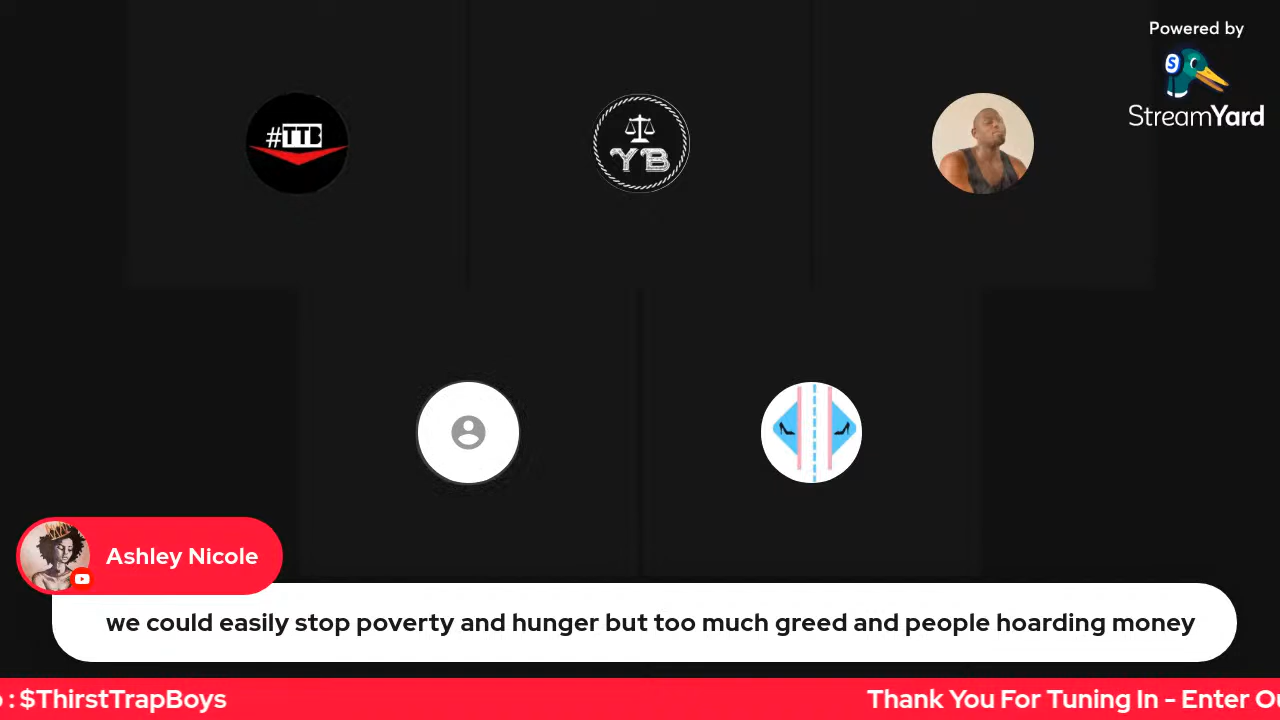 Powered by
StreamYard
#TTB
YB
Ashley Nicole
we could easily stop poverty and hunger but too much greed and people hoarding money
: $ThirstTrapBoys
Thank You For Tuning In - Enter